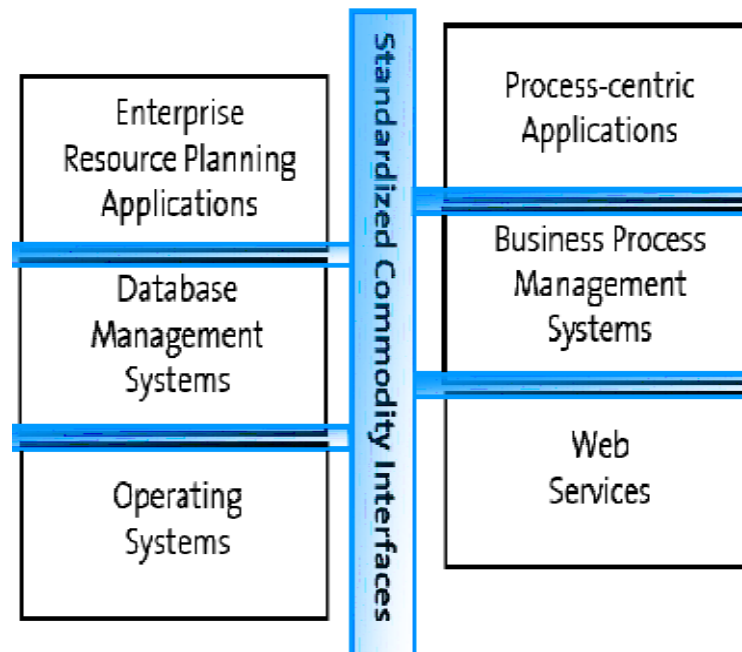 Enterprise
Resource Planning
Applications
Database
Management
Systems
Operating
Systems
Standardized Commodity Interfaces
Process-centric
Applications
Business Process
Management
Systems
Web
Services